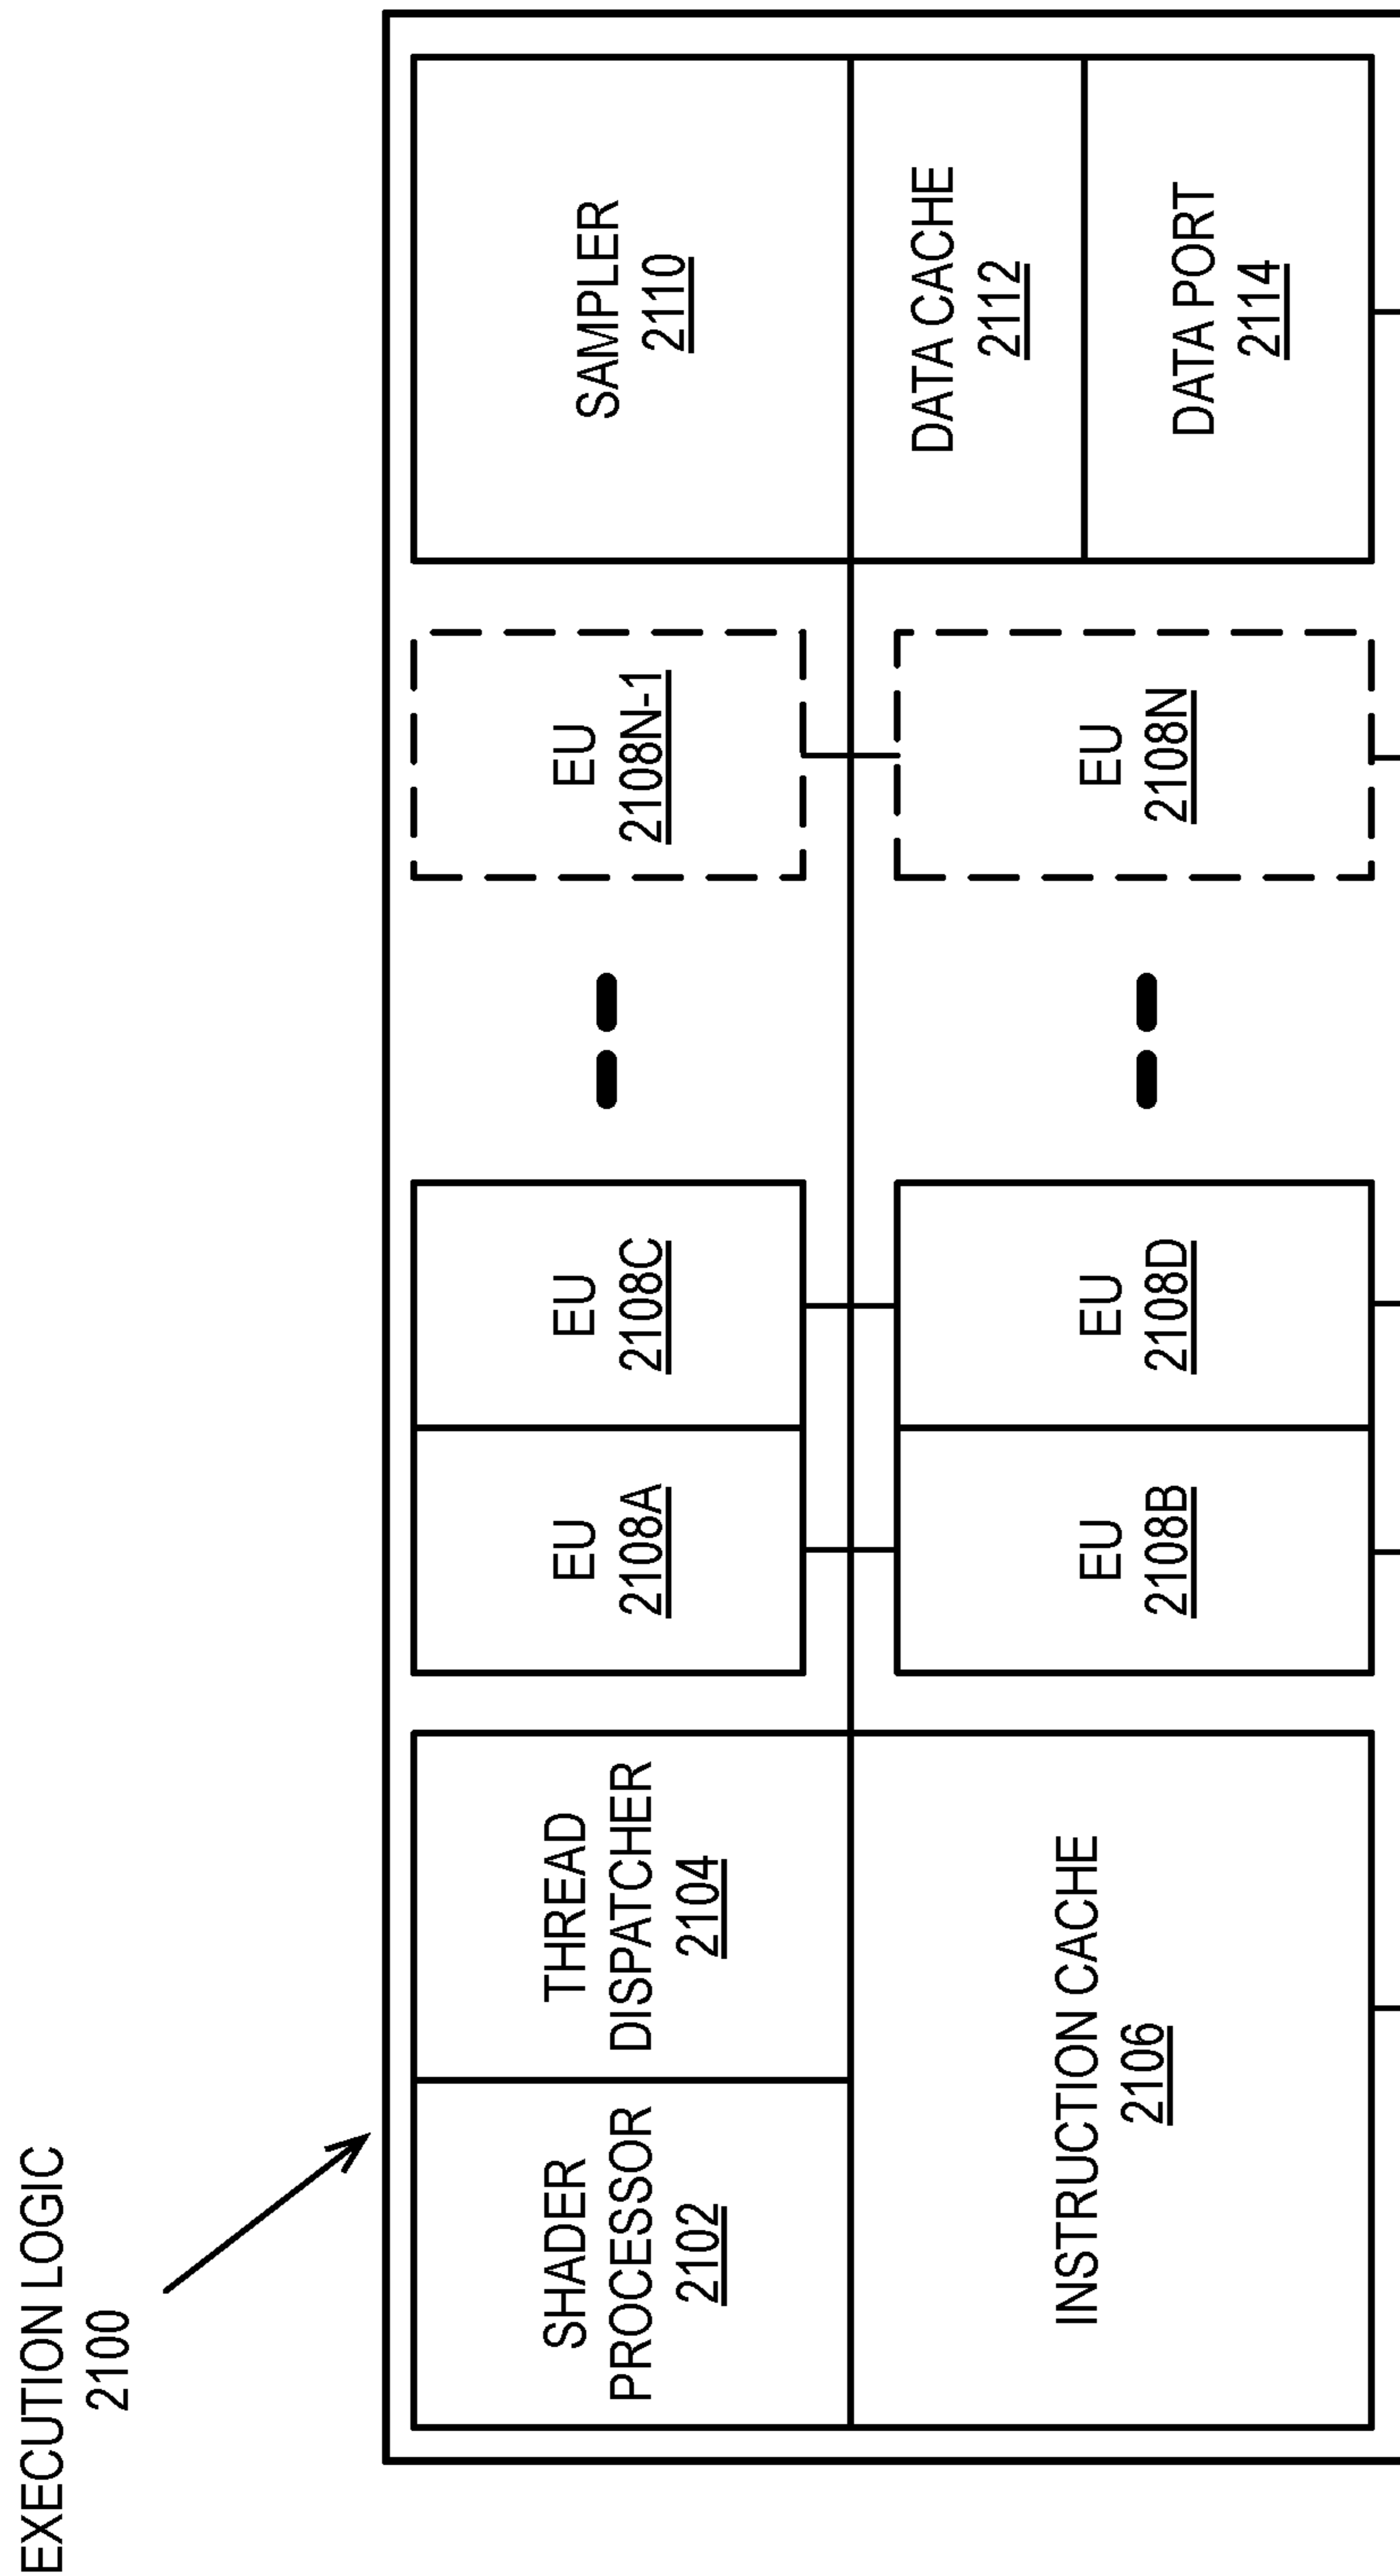 EXECUTION LOGIC
2100
SHADER
PROCESSOR
2102
THREAD
DISPATCHER
2104
INSTRUCTION CACHE
2106
EU
2108A
EU
2108C
EU
2108B
EU
2108D
EU
2108N-1
EU
2108N
SAMPLER
2110
DATA CACHE
2112
DATA PORT
2114